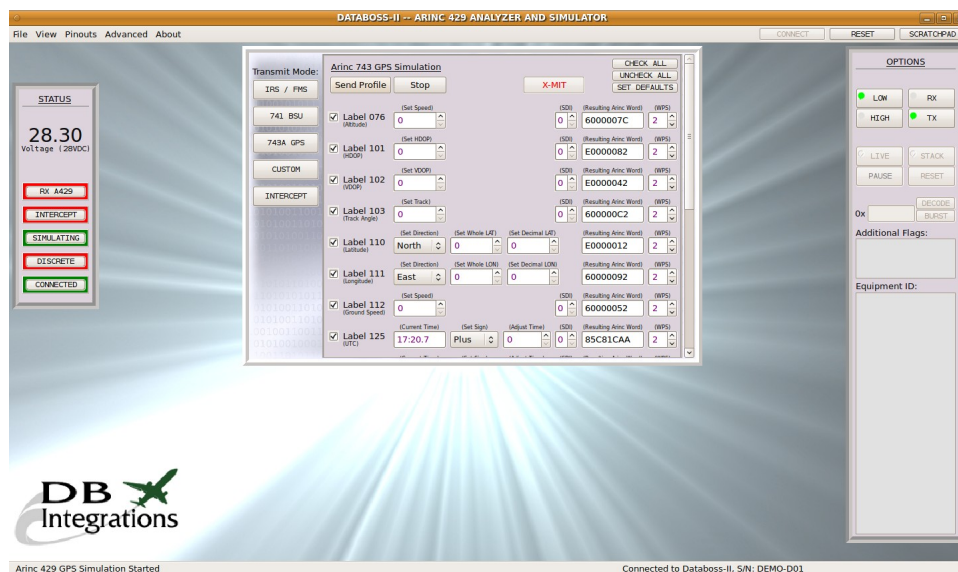 DATABOSS-II -- ARINC 429 ANALYZER AND SIMULATOR
File View Pinouts Advanced About
CONNECT RESET SCRATCHPAD
STATUS
28.30
Voltage (28VDC)
RX A429
INTERCEPT
SIMULATING
DISCRETE
CONNECTED
Transmit Mode:
IRS / FMS
741 BSU
743A GPS
CUSTOM
INTERCEPT
Arinc 743 GPS Simulation
CHECK ALL
UNCHECK ALL
SET DEFAULTS
Send Profile Stop X-MIT
(Set Speed) (SDI) (Resulting Arinc Word) (WPS)
Label 076 0 0 6000007C 2
(Altitude)
(Set HDOP) (SDI) (Resulting Arinc Word) (WPS)
Label 101 0 0 E0000082 2
(HDOP)
(Set VDOP) (SDI) (Resulting Arinc Word) (WPS)
Label 102 0 0 E0000042 2
(VDOP)
(Set Track) (SDI) (Resulting Arinc Word) (WPS)
Label 103 0 0 600000C2 2
(Track Angle)
(Set Direction) (Set Whole LAT) (Set Decimal LAT) (Resulting Arinc Word) (WPS)
Label 110 North 0 0 E0000012 2
(Latitude)
(Set Direction) (Set Whole LON) (Set Decimal LON) (Resulting Arinc Word) (WPS)
Label 111 East 0 0 60000092 2
(Longitude)
(Set Speed) (SDI) (Resulting Arinc Word) (WPS)
Label 112 0 0 60000052 2
(Ground Speed)
(Current Time) (Set Sign) (Adjust Time) (SDI) (Resulting Arinc Word) (WPS)
Label 125 17:20.7 Plus 0 0 85C81CAA 2
(UTC)
OPTIONS
LOW RX
HIGH TX
LIVE STACK
PAUSE RESET
DECODE
0x BURST
Additional Flags:
Equipment ID:
DB
Integrations
Arinc 429 GPS Simulation Started
Connected to Databoss-II, S/N: DEMO-D01